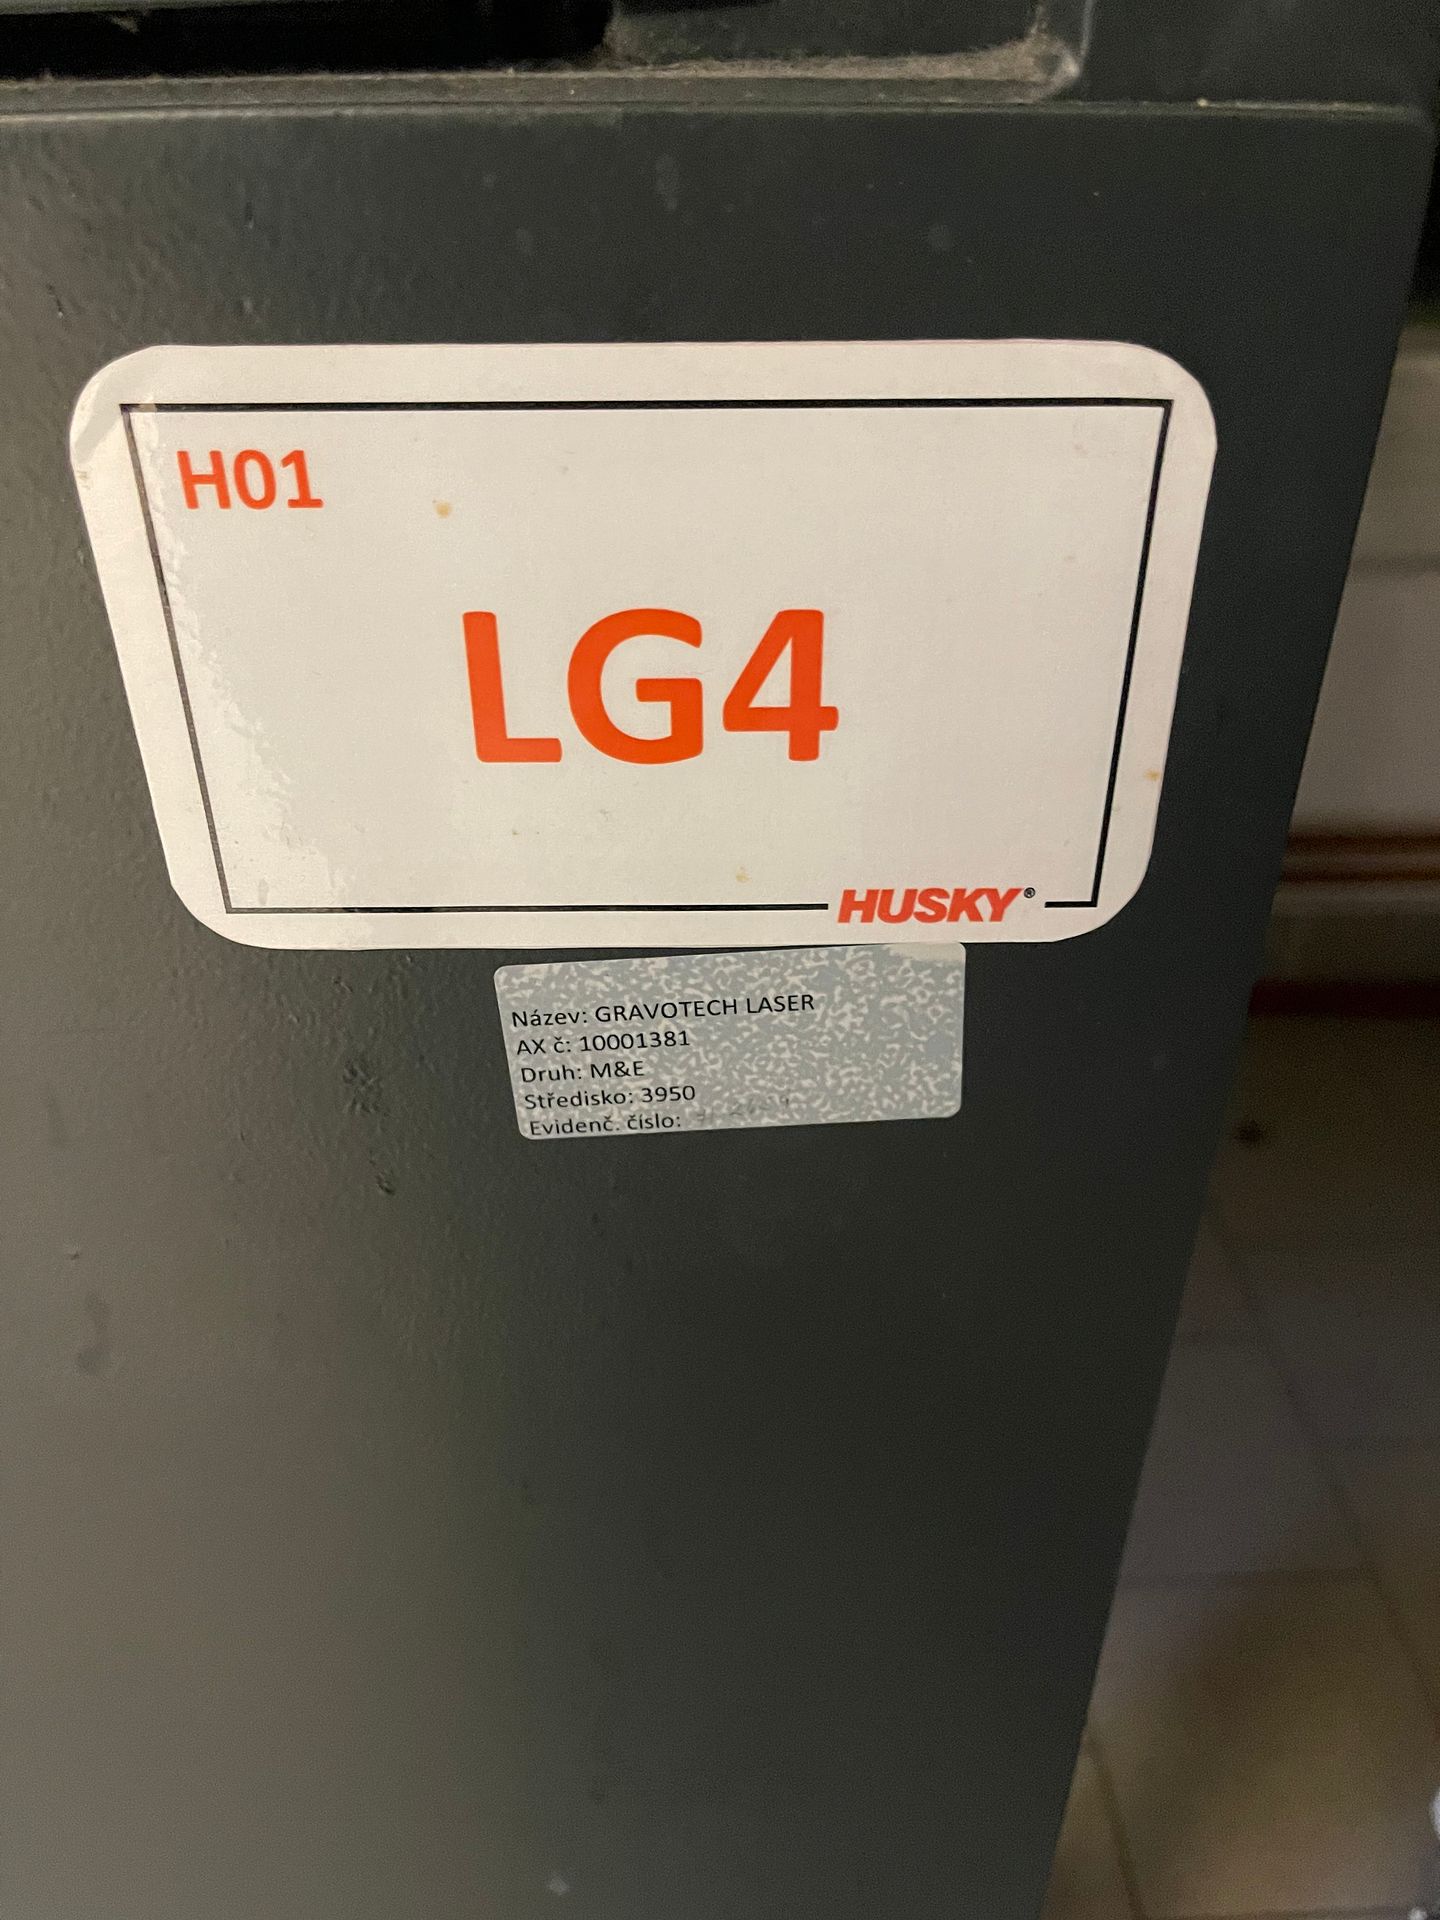 H01
LG4
HUSKY®
Název: GRAVOTECH LASER
AX č: 10001381
Druh: M&E
Středisko: 3950
Evidenč. číslo: